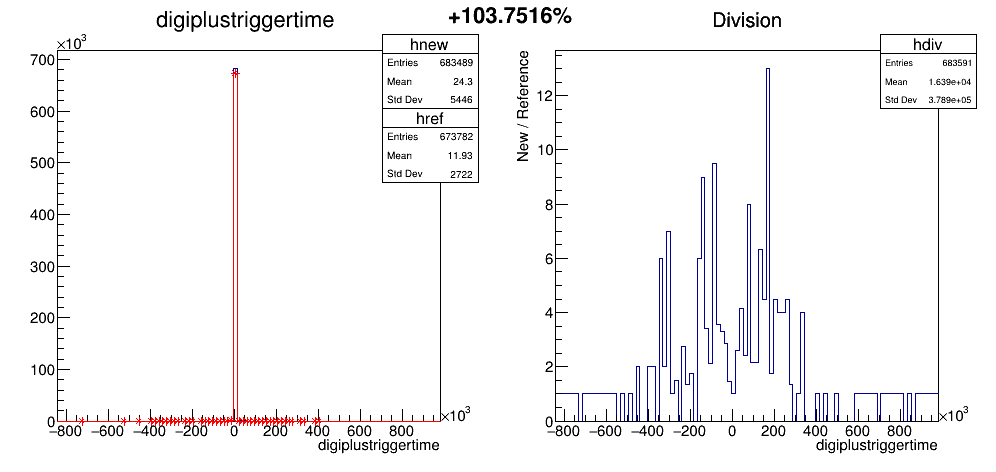 +103.7516%
digiplustriggertime
×10³
hnew
Entries 683489
Mean 24.3
Std Dev 5446
href
Entries 673782
Mean 11.93
Std Dev 2722
700
600
500
400
300
200
100
0
−800 −600 −400 −200 0 200 400 600 800 ×10³
digiplustriggertime
Division
hdiv
Entries 683591
Mean 1.639e+04
Std Dev 3.789e+05
New / Reference
12
10
8
6
4
2
0
−800 −600 −400 −200 0 200 400 600 800 ×10³
digiplustriggertime